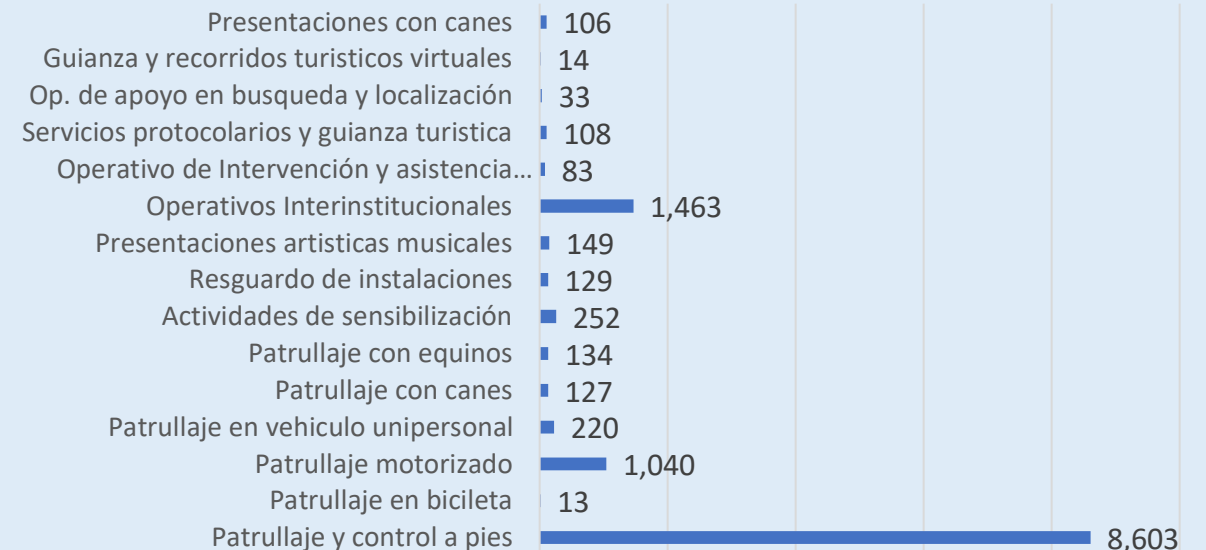 Presentaciones con canes 106
Guianza y recorridos turisticos virtuales 14
Op. de apoyo en busqueda y localización 33
Servicios protocolarios y guianza turistica 108
Operativo de Intervención y asistencia... 83
Operativos Interinstitucionales 1,463
Presentaciones artisticas musicales 149
Resguardo de instalaciones 129
Actividades de sensibilización 252
Patrullaje con equinos 134
Patrullaje con canes 127
Patrullaje en vehiculo unipersonal 220
Patrullaje motorizado 1,040
Patrullaje en bicileta 13
Patrullaje y control a pies 8,603